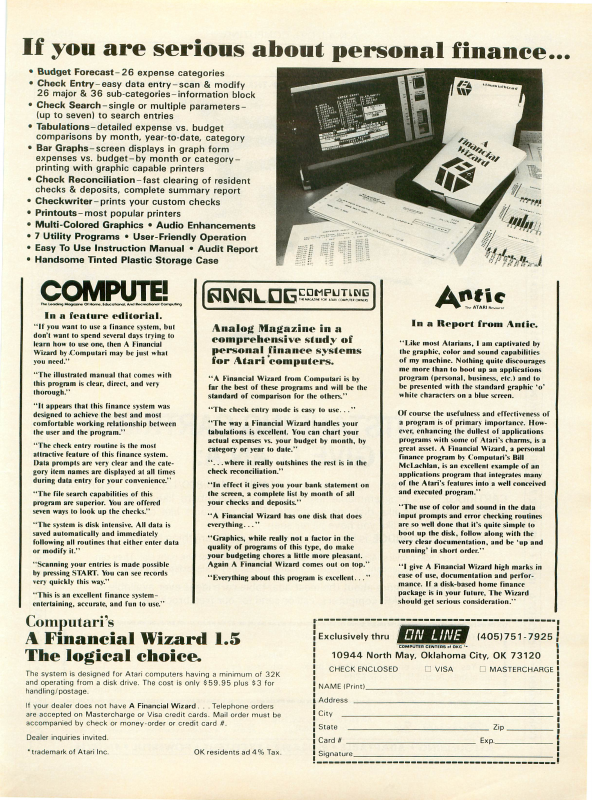 If you are serious about personal finance...
• Budget Forecast–26 expense categories
• Check Entry–easy data entry–scan & modify
26 major & 36 sub-categories–information block
• Check Search–single or multiple parameters–
(up to seven) to search entries
• Tabulations–detailed expense vs. budget
comparisons by month, year-to-date, category
• Bar Graphs–screen displays in graph form
expenses vs. budget–by month or category–
printing with graphic capable printers
• Check Reconciliation–fast clearing of resident
checks & deposits, complete summary report
• Checkwriter–prints your custom checks
• Printouts–most popular printers
• Multi-Colored Graphics • Audio Enhancements
• 7 Utility Programs • User-Friendly Operation
• Easy To Use Instruction Manual • Audit Report
• Handsome Tinted Plastic Storage Case
A
Financial
Wizard
COMPUTE!
The Leading Magazine Of Home, Educational, And Recreational Computing
In a feature editorial.
"If you want to use a finance system, but
don't want to spend several days trying to
learn how to use one, then A Financial
Wizard by Computari may be just what
you need."
"The illustrated manual that comes with
this program is clear, direct, and very
thorough."
"It appears that this finance system was
designed to achieve the best and most
comfortable working relationship between
the user and the program."
"The check entry routine is the most
attractive feature of this finance system.
Data prompts are very clear and the cate-
gory item names are displayed at all times
during data entry for your convenience."
"The file search capabilities of this
program are superior. You are offered
seven ways to look up the checks."
"The system is disk intensive. All data is
saved automatically and immediately
following all routines that either enter data
or modify it."
"Scanning your entries is made possible
by pressing START. You can see records
very quickly this way."
"This is an excellent finance system–
entertaining, accurate, and fun to use."
ANALOG COMPUTING
THE MAGAZINE FOR ATARI COMPUTER OWNERS
Analog Magazine in a
comprehensive study of
personal finance systems
for Atari computers.
"A Financial Wizard from Computari is by
far the best of these programs and will be the
standard of comparison for the others."
"The check entry mode is easy to use..."
"The way a Financial Wizard handles your
tabulations is excellent. You can chart your
actual expenses vs. your budget by month, by
category or year to date."
"...where it really outshines the rest is in the
check reconciliation."
"In effect it gives you your bank statement on
the screen, a complete list by month of all
your checks and deposits."
"A Financial Wizard has one disk that does
everything..."
"Graphics, while really not a factor in the
quality of programs of this type, do make
your budgeting chores a little more pleasant.
Again A Financial Wizard comes out on top."
"Everything about this program is excellent..."
Antic
The ATARI Resource
In a Report from Antic.
"Like most Atarians, I am captivated by
the graphic, color and sound capabilities
of my machine. Nothing quite discourages
me more than to boot up an applications
program (personal, business, etc.) and to
be presented with the standard graphic 'o'
white characters on a blue screen.
Of course the usefulness and effectiveness of
a program is of primary importance. How-
ever, enhancing the dullest of applications
programs with some of Atari's charms, is a
great asset. A Financial Wizard, a personal
finance program by Computari's Bill
McLachlan, is an excellent example of an
applications program that integrates many
of the Atari's features into a well conceived
and executed program."
"The use of color and sound in the data
input prompts and error checking routines
are so well done that it's quite simple to
boot up the disk, follow along with the
very clear documentation, and be 'up and
running' in short order."
"I give A Financial Wizard high marks in
ease of use, documentation and perfor-
mance. If a disk-based home finance
package is in your future, The Wizard
should get serious consideration."
Computari's
A Financial Wizard 1.5
The logical choice.
The system is designed for Atari computers having a minimum of 32K
and operating from a disk drive. The cost is only $59.95 plus $3 for
handling/postage.
If your dealer does not have A Financial Wizard... Telephone orders
are accepted on Mastercharge or Visa credit cards. Mail order must be
accompanied by check or money-order or credit card #.
Dealer inquiries invited.
*trademark of Atari Inc. OK residents ad 4% Tax.
Exclusively thru ON LINE (405)751-7925
COMPUTER CENTERS of OKC
10944 North May, Oklahoma City, OK 73120
CHECK ENCLOSED □ VISA □ MASTERCHARGE
NAME (Print)
Address
City
State Zip
Card # Exp.
Signature